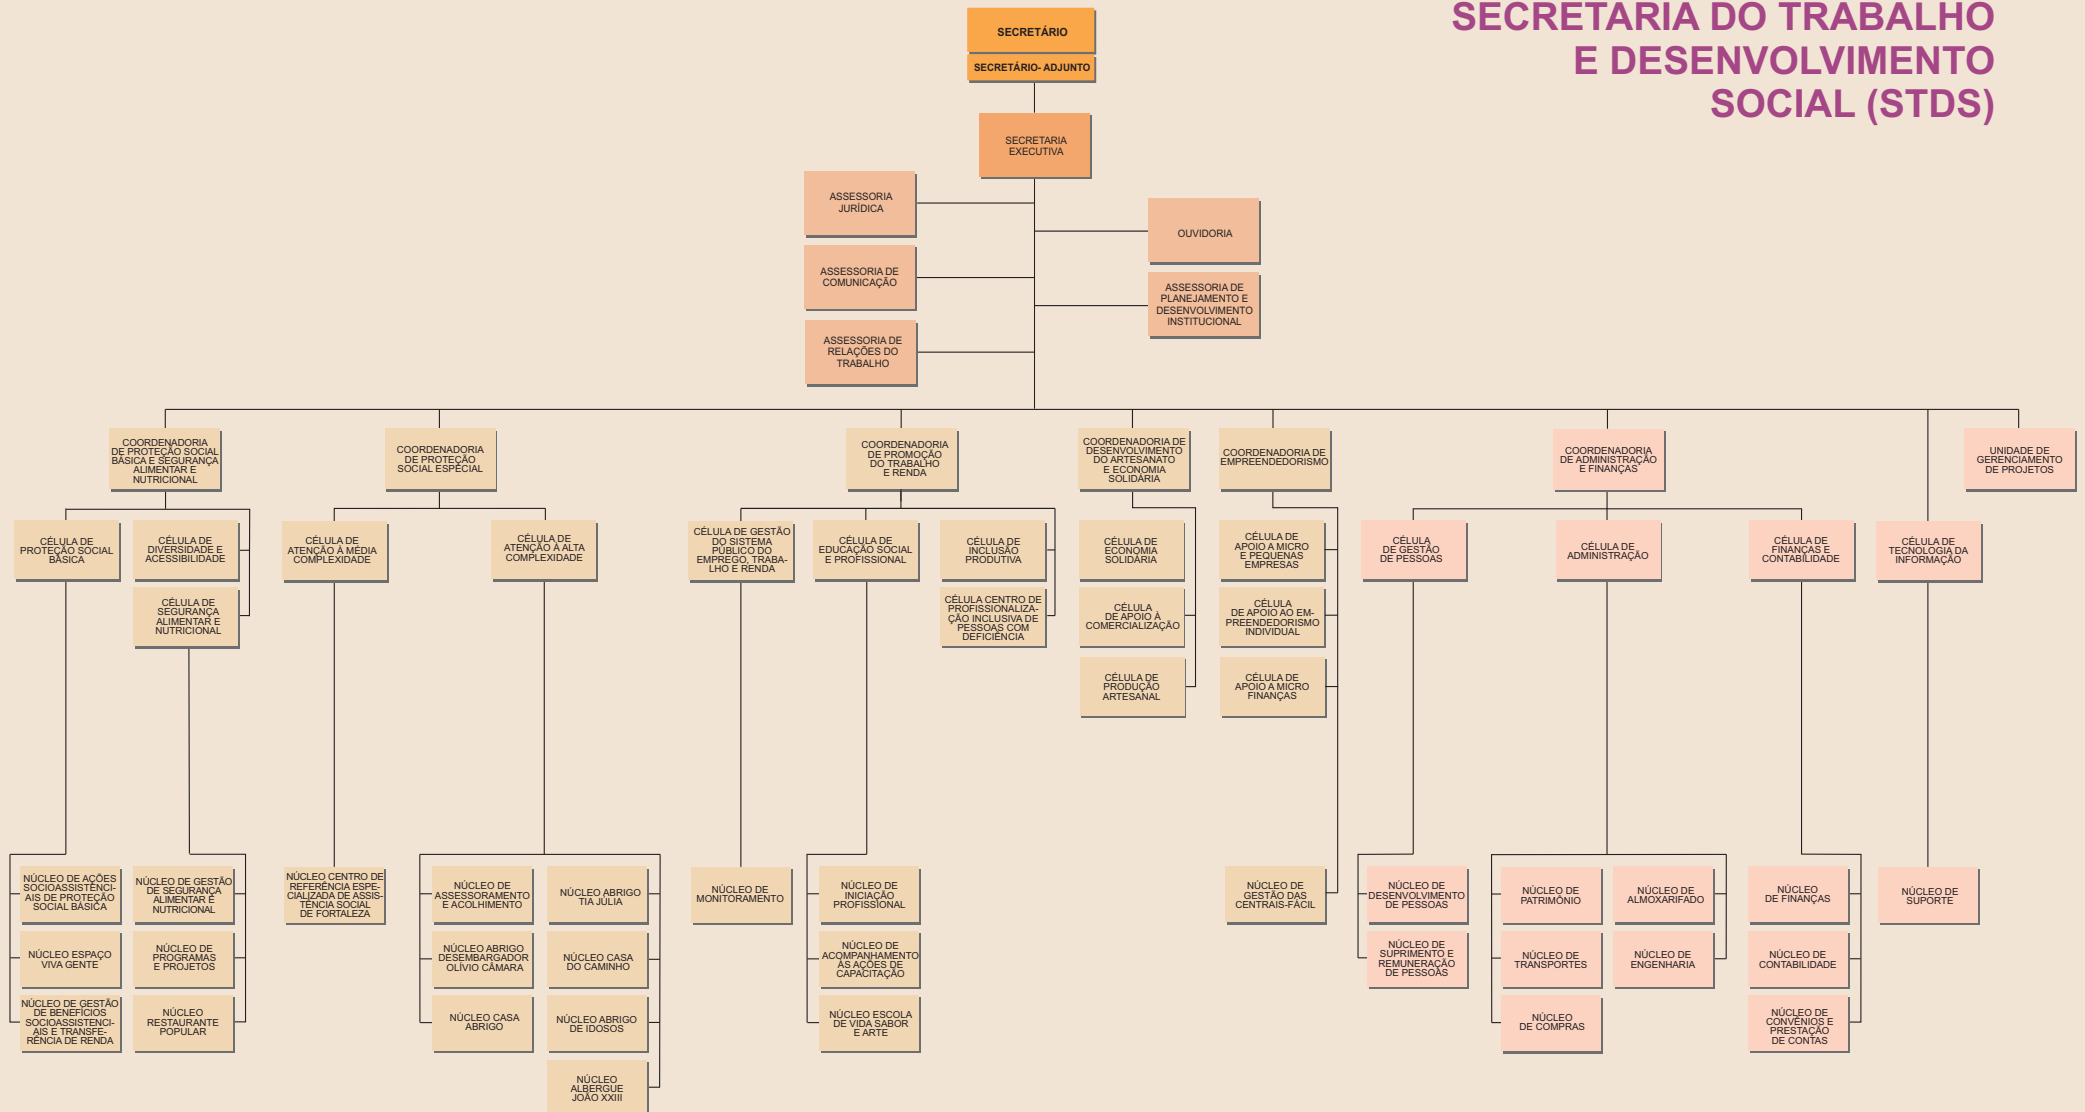 SECRETARIA DO TRABALHO
E DESENVOLVIMENTO
SOCIAL (STDS)
SECRETÁRIO
SECRETÁRIO- ADJUNTO
SECRETARIA
EXECUTIVA
ASSESSORIA
JURÍDICA
OUVIDORIA
ASSESSORIA DE
COMUNICAÇÃO
ASSESSORIA DE
PLANEJAMENTO E
DESENVOLVIMENTO
INSTITUCIONAL
ASSESSORIA DE
RELAÇÕES DO
TRABALHO
COORDENADORIA
DE PROTEÇÃO SOCIAL
BÁSICA E SEGURANÇA
ALIMENTAR E
NUTRICIONAL
COORDENADORIA
DE PROTEÇÃO
SOCIAL ESPECIAL
COORDENADORIA
DE PROMOÇÃO
DO TRABALHO
E RENDA
COORDENADORIA DE
DESENVOLVIMENTO
DO ARTESANATO
E ECONOMIA
SOLIDÁRIA
COORDENADORIA DE
EMPREENDEDORISMO
COORDENADORIA
DE ADMINISTRAÇÃO
E FINANÇAS
UNIDADE DE
GERENCIAMENTO
DE PROJETOS
CÉLULA DE
PROTEÇÃO SOCIAL
BÁSICA
CÉLULA DE
DIVERSIDADE E
ACESSIBILIDADE
CÉLULA DE
ATENÇÃO À MÉDIA
COMPLEXIDADE
CÉLULA DE
ATENÇÃO À ALTA
COMPLEXIDADE
CÉLULA DE GESTÃO
DO SISTEMA
PÚBLICO DO
EMPREGO, TRABA-
LHO E RENDA
CÉLULA DE
EDUCAÇÃO SOCIAL
E PROFISSIONAL
CÉLULA DE
INCLUSÃO
PRODUTIVA
CÉLULA DE
ECONOMIA
SOLIDÁRIA
CÉLULA DE
APOIO A MICRO
E PEQUENAS
EMPRESAS
CÉLULA
DE GESTÃO
DE PESSOAS
CÉLULA DE
ADMINISTRAÇÃO
CÉLULA DE
FINANÇAS E
CONTABILIDADE
CÉLULA DE
TECNOLOGIA DA
INFORMAÇÃO
CÉLULA DE
SEGURANÇA
ALIMENTAR E
NUTRICIONAL
CÉLULA CENTRO DE
PROFISSIONALIZA-
ÇÃO INCLUSIVA DE
PESSOAS COM
DEFICIÊNCIA
CÉLULA
DE APOIO À
COMERCIALIZAÇÃO
CÉLULA
DE APOIO AO EM-
PREENDEDORISMO
INDIVIDUAL
CÉLULA DE
PRODUÇÃO
ARTESANAL
CÉLULA DE
APOIO A MICRO
FINANÇAS
NÚCLEO DE AÇÕES
SOCIOASSISTÊNCI-
AIS DE PROTEÇÃO
SOCIAL BÁSICA
NÚCLEO DE GESTÃO
DE SEGURANÇA
ALIMENTAR E
NUTRICIONAL
NÚCLEO CENTRO DE
REFERÊNCIA ESPE-
CIALIZADA DE ASSIS-
TÊNCIA SOCIAL
DE FORTALEZA
NÚCLEO DE
ASSESSORAMENTO
E ACOLHIMENTO
NÚCLEO ABRIGO
TIA JÚLIA
NÚCLEO DE
MONITORAMENTO
NÚCLEO DE
INICIAÇÃO
PROFISSIONAL
NÚCLEO DE
GESTÃO DAS
CENTRAIS-FÁCIL
NÚCLEO DE
DESENVOLVIMENTO
DE PESSOAS
NÚCLEO DE
PATRIMÔNIO
NÚCLEO DE
ALMOXARIFADO
NÚCLEO
DE FINANÇAS
NÚCLEO DE
SUPORTE
NÚCLEO ESPAÇO
VIVA GENTE
NÚCLEO DE
PROGRAMAS
E PROJETOS
NÚCLEO ABRIGO
DESEMBARGADOR
OLÍVIO CÂMARA
NÚCLEO CASA
DO CAMINHO
NÚCLEO DE
ACOMPANHAMENTO
ÀS AÇÕES DE
CAPACITAÇÃO
NÚCLEO DE
SUPRIMENTO E
REMUNERAÇÃO
DE PESSOAS
NÚCLEO DE
TRANSPORTES
NÚCLEO DE
ENGENHARIA
NÚCLEO DE
CONTABILIDADE
NÚCLEO DE GESTÃO
DE BENEFÍCIOS
SOCIOASSISTENCI-
AIS E TRANSFE-
RÊNCIA DE RENDA
NÚCLEO
RESTAURANTE
POPULAR
NÚCLEO CASA
ABRIGO
NÚCLEO ABRIGO
DE IDOSOS
NÚCLEO ESCOLA
DE VIDA SABOR
E ARTE
NÚCLEO
DE COMPRAS
NÚCLEO DE
CONVÊNIOS E
PRESTAÇÃO
DE CONTAS
NÚCLEO
ALBERGUE
JOÃO XXIII